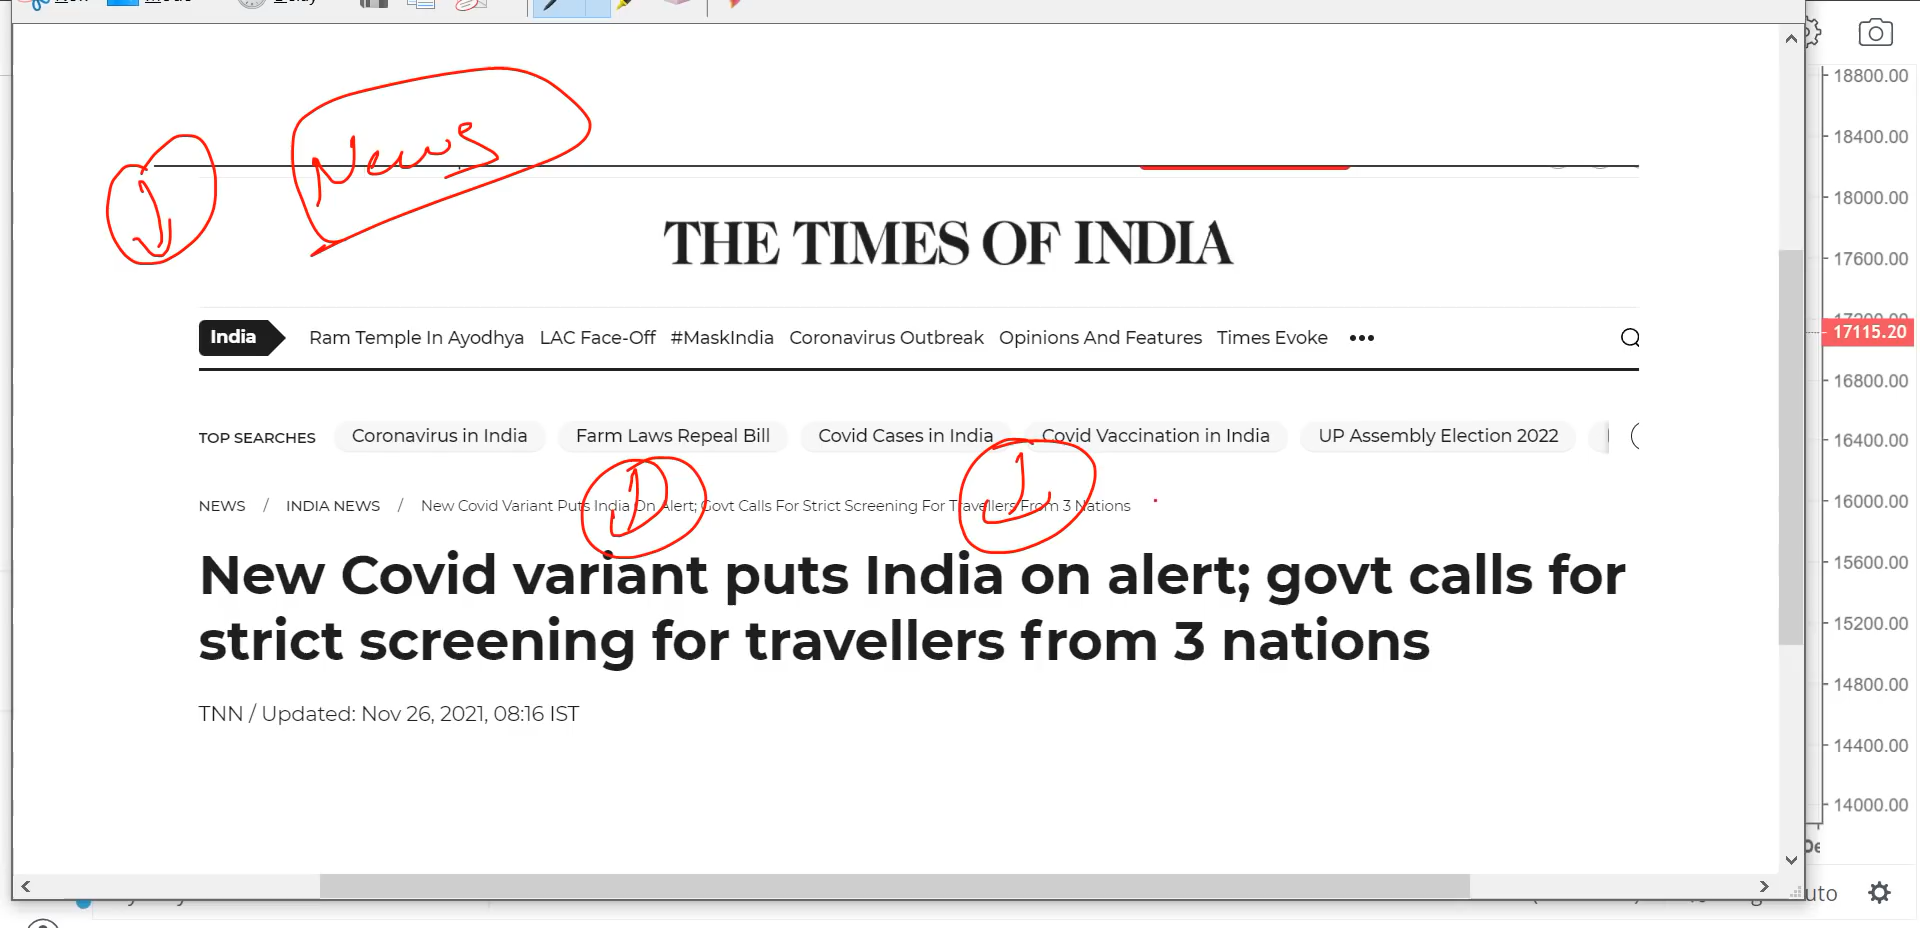 18800.00
News
18400.00
18000.00
THE TIMES OF INDIA
17600.00
India Ram Temple In Ayodhya LAC Face-Off #MaskIndia Coronavirus Outbreak Opinions And Features Times Evoke •••
17115.20
16800.00
TOP SEARCHES Coronavirus in India Farm Laws Repeal Bill Covid Cases in India Covid Vaccination in India UP Assembly Election 2022
16400.00
NEWS / INDIA NEWS / New Covid Variant Puts India On Alert; Govt Calls For Strict Screening For Travellers From 3 Nations
16000.00
New Covid variant puts India on alert; govt calls for
15600.00
strict screening for travellers from 3 nations
15200.00
14800.00
TNN / Updated: Nov 26, 2021, 08:16 IST
14400.00
14000.00